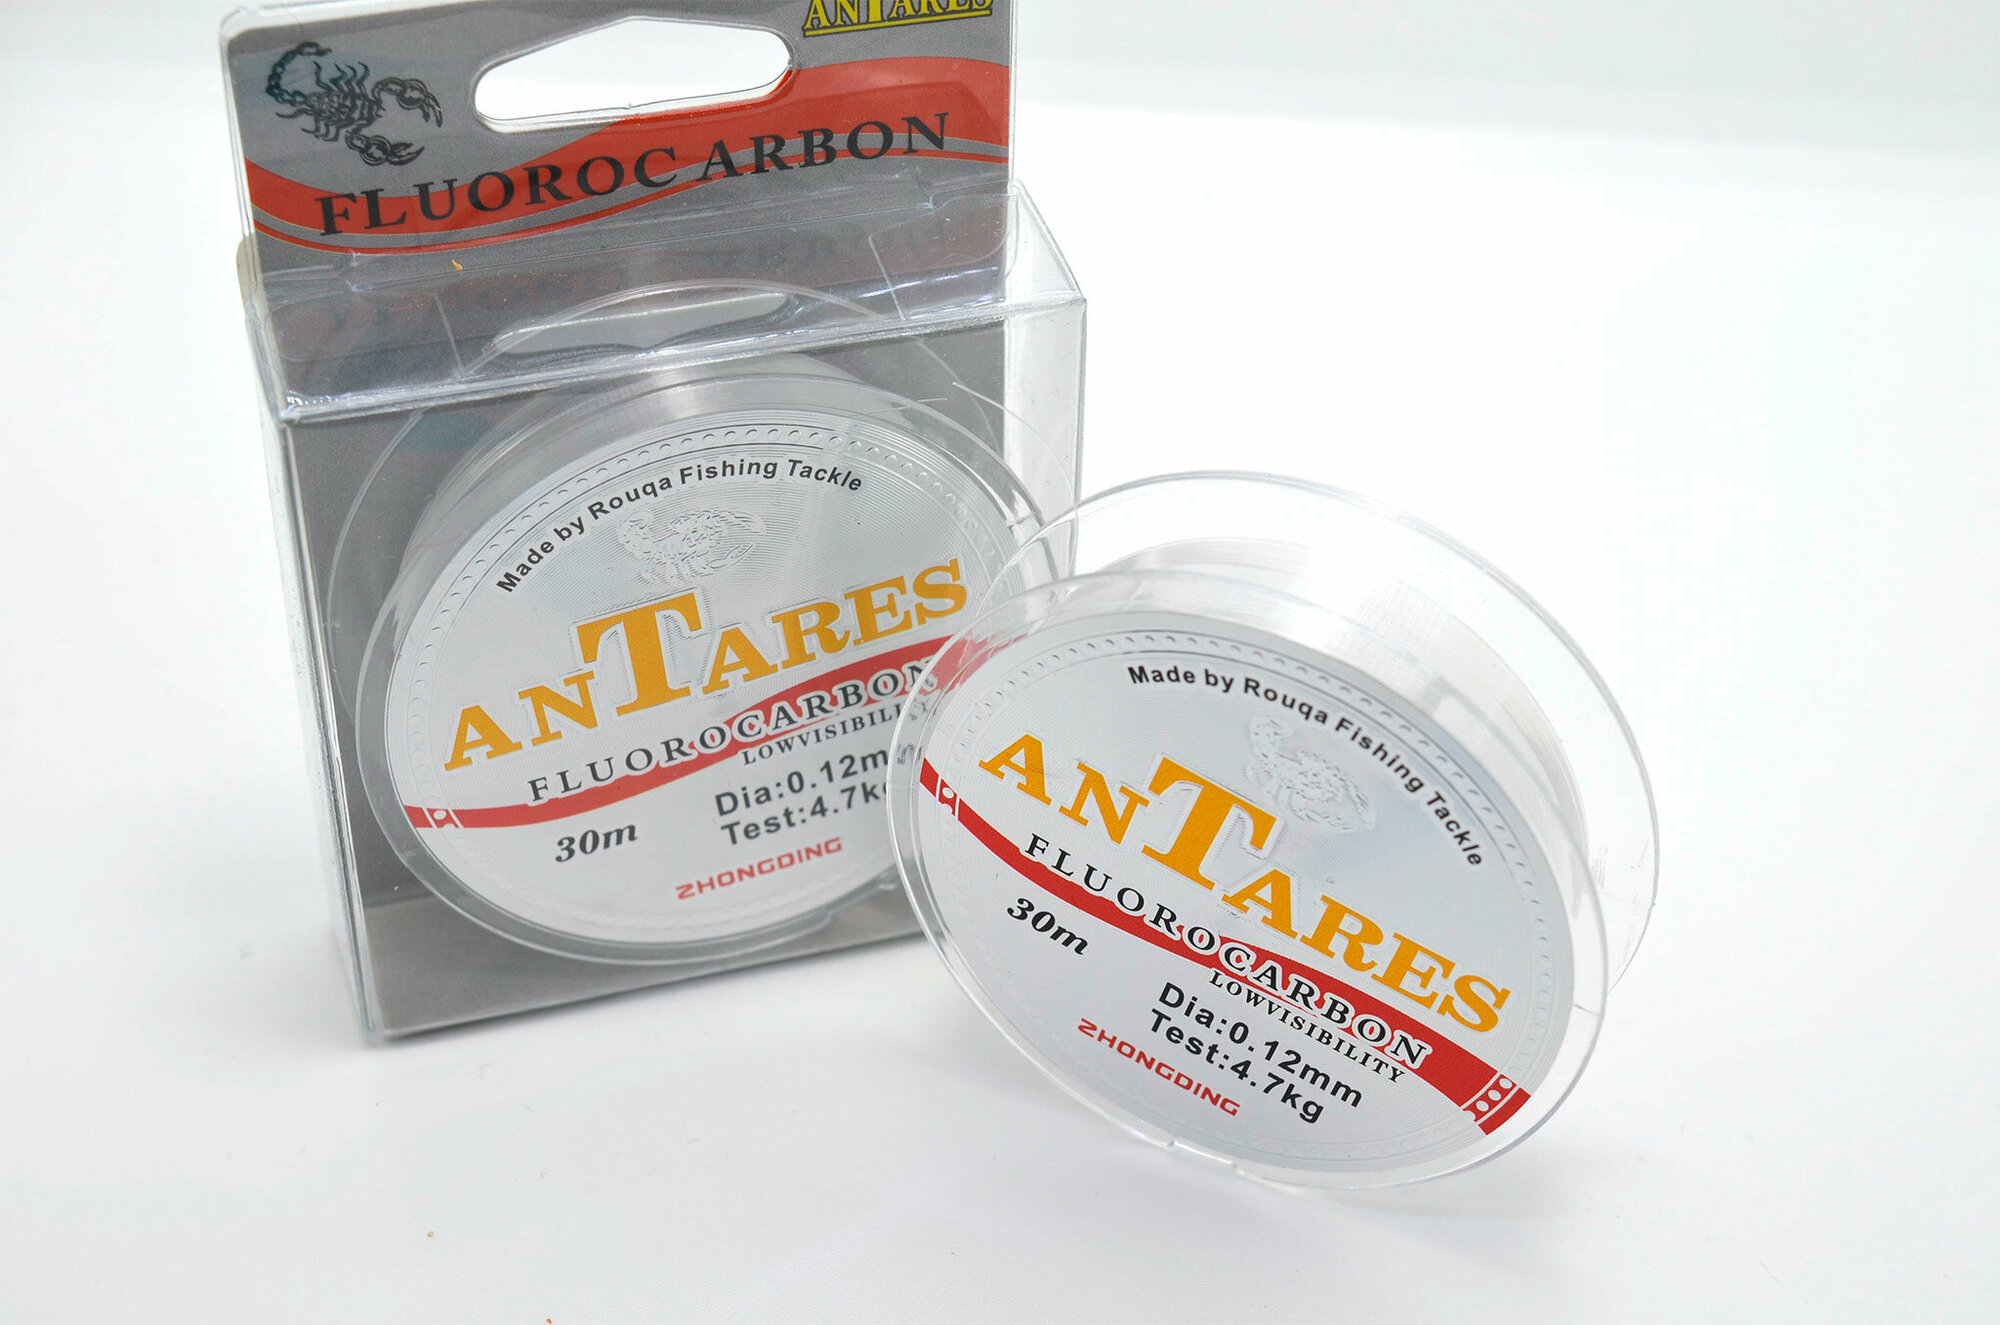 ANTARES
FLUOROCARBON
Made by Rouqa Fishing Tackle
ANTARES
FLUOROCARBON
LOWVISIBILITY
Dia:0.12mm
Test:4.7kg
30m
ZHONGDING
Made by Rouqa Fishing Tackle
ANTARES
FLUOROCARBON
LOWVISIBILITY
30m
Dia:0.12mm
Test:4.7kg
ZHONGDING